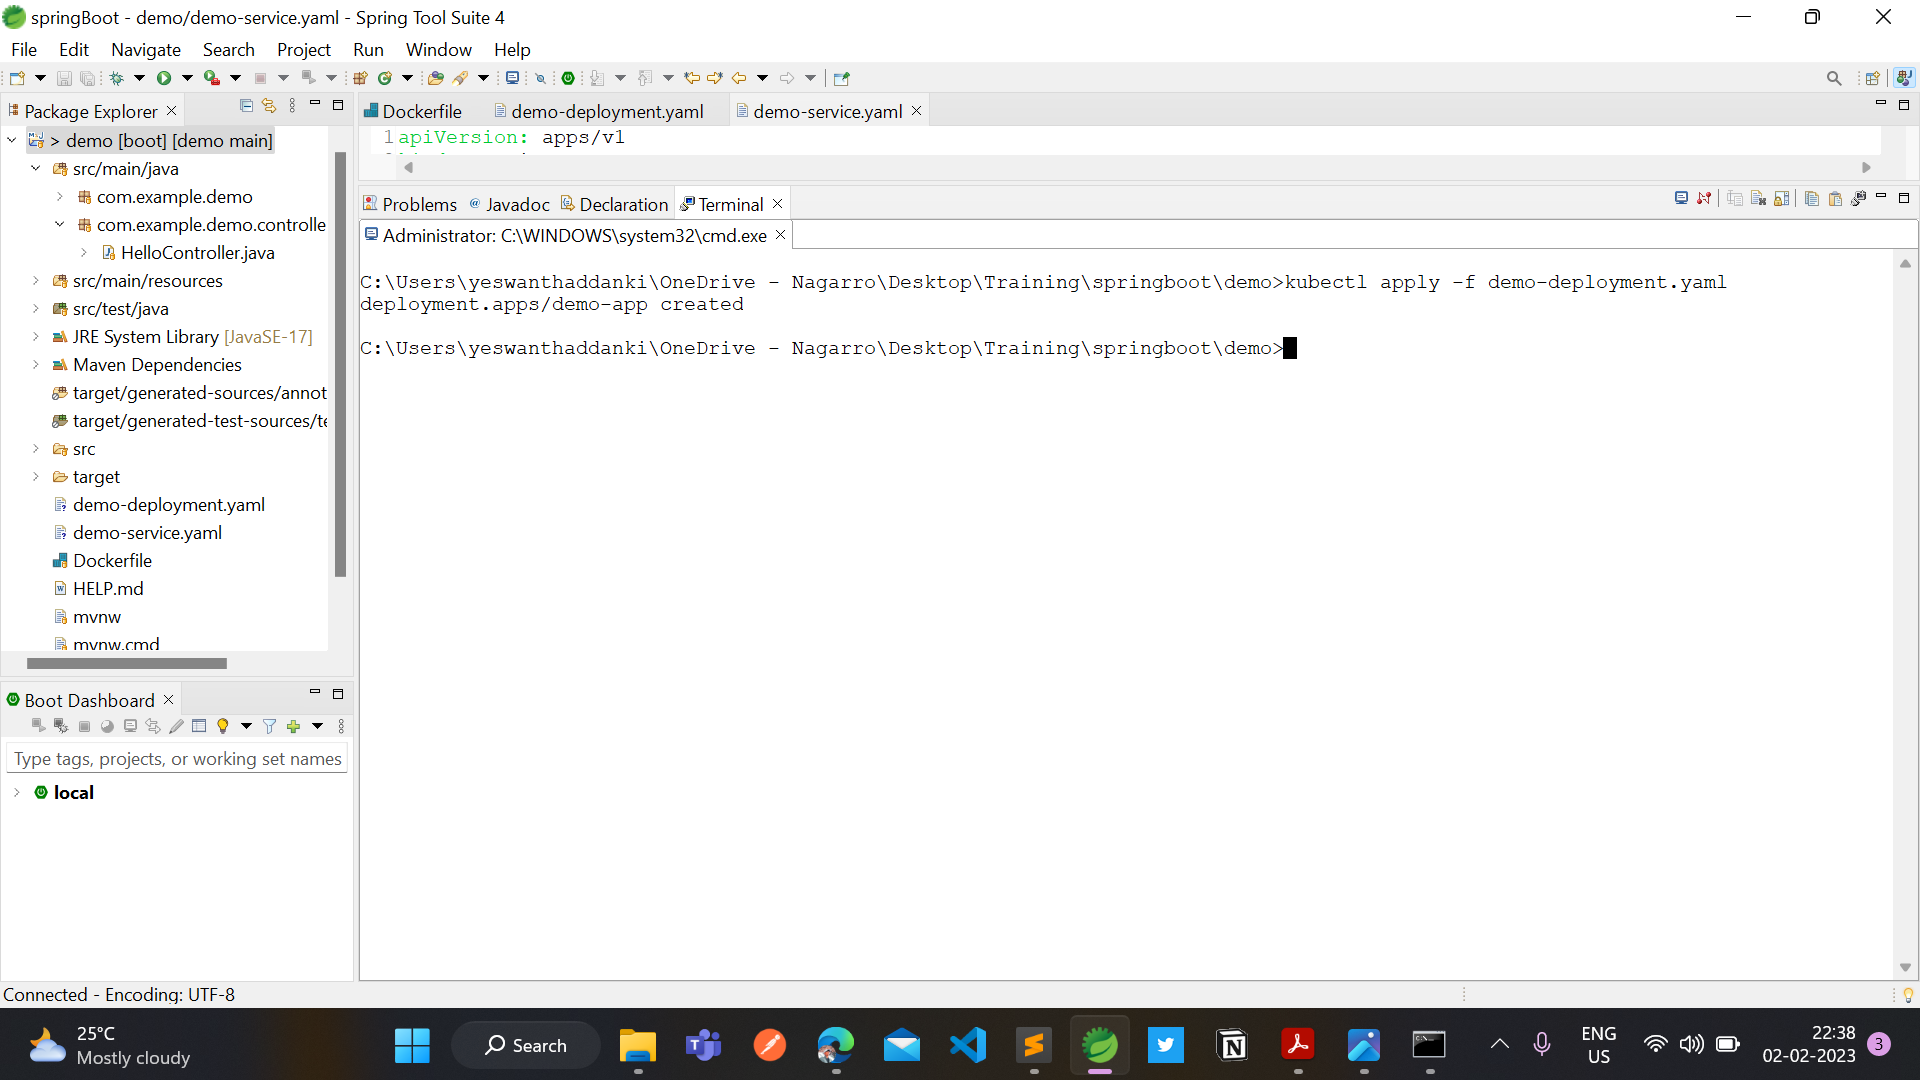 springBoot - demo/demo-service.yaml - Spring Tool Suite 4
File Edit Navigate Search Project Run Window Help
Package Explorer
> demo [boot] [demo main]
src/main/java
com.example.demo
com.example.demo.controlle
HelloController.java
src/main/resources
src/test/java
JRE System Library [JavaSE-17]
Maven Dependencies
target/generated-sources/annot
target/generated-test-sources/te
src
target
demo-deployment.yaml
demo-service.yaml
Dockerfile
HELP.md
mvnw
mvnw.cmd
Boot Dashboard
Type tags, projects, or working set names
local
Dockerfile demo-deployment.yaml demo-service.yaml
1 apiVersion: apps/v1
Problems @ Javadoc Declaration Terminal
Administrator: C:\WINDOWS\system32\cmd.exe
C:\Users\yeswanthaddanki\OneDrive - Nagarro\Desktop\Training\springboot\demo>kubectl apply -f demo-deployment.yaml
deployment.apps/demo-app created
C:\Users\yeswanthaddanki\OneDrive - Nagarro\Desktop\Training\springboot\demo>
Connected - Encoding: UTF-8
25°C
Mostly cloudy
Search
ENG
US
22:38
02-02-2023
3